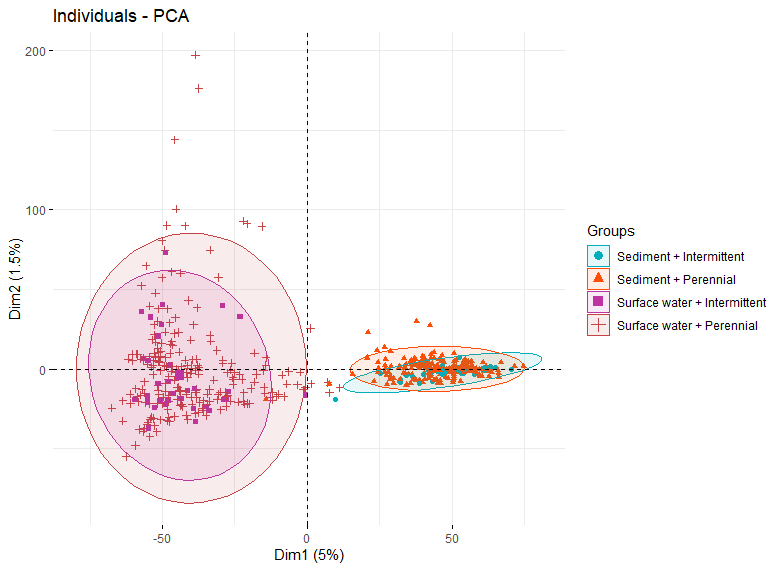 Individuals - PCA
200
100
0
Dim2 (1.5%)
-50
0
50
Dim1 (5%)
Groups
Sediment + Intermittent
Sediment + Perennial
Surface water + Intermittent
Surface water + Perennial